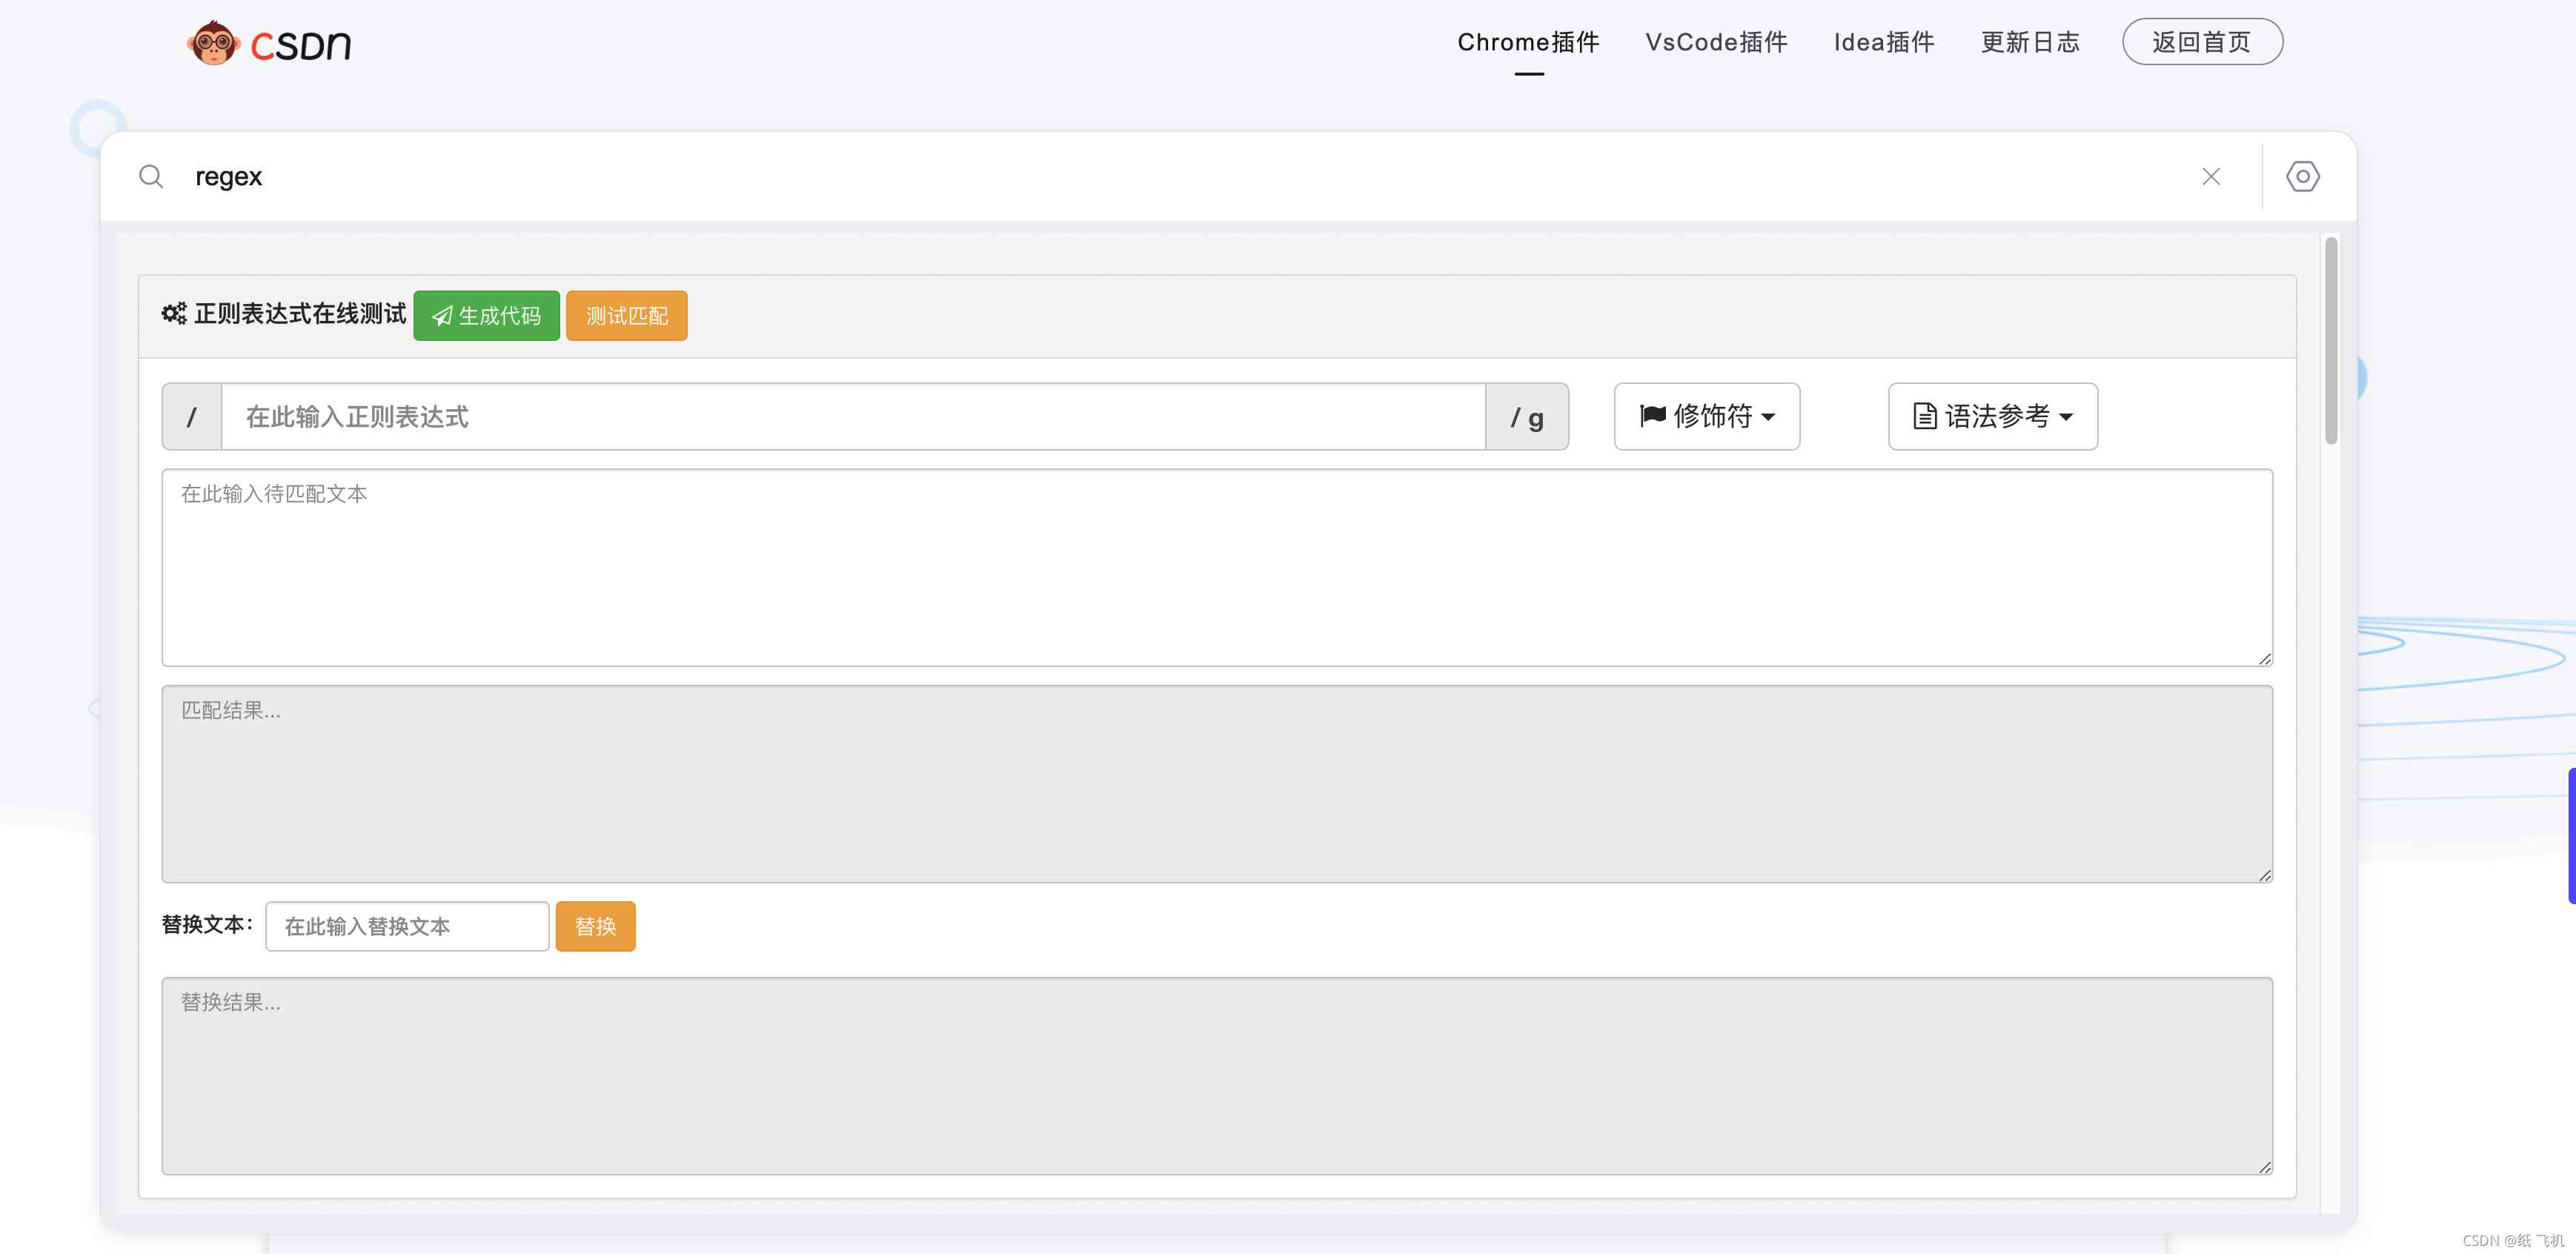 CSDN
Chrome插件 VsCode插件 Idea插件 更新日志 返回首页
regex
正则表达式在线测试 生成代码 测试匹配
/ 在此输入正则表达式 / g 修饰符 语法参考
在此输入待匹配文本
匹配结果...
替换文本： 在此输入替换文本 替换
替换结果...
CSDN @纸 飞机